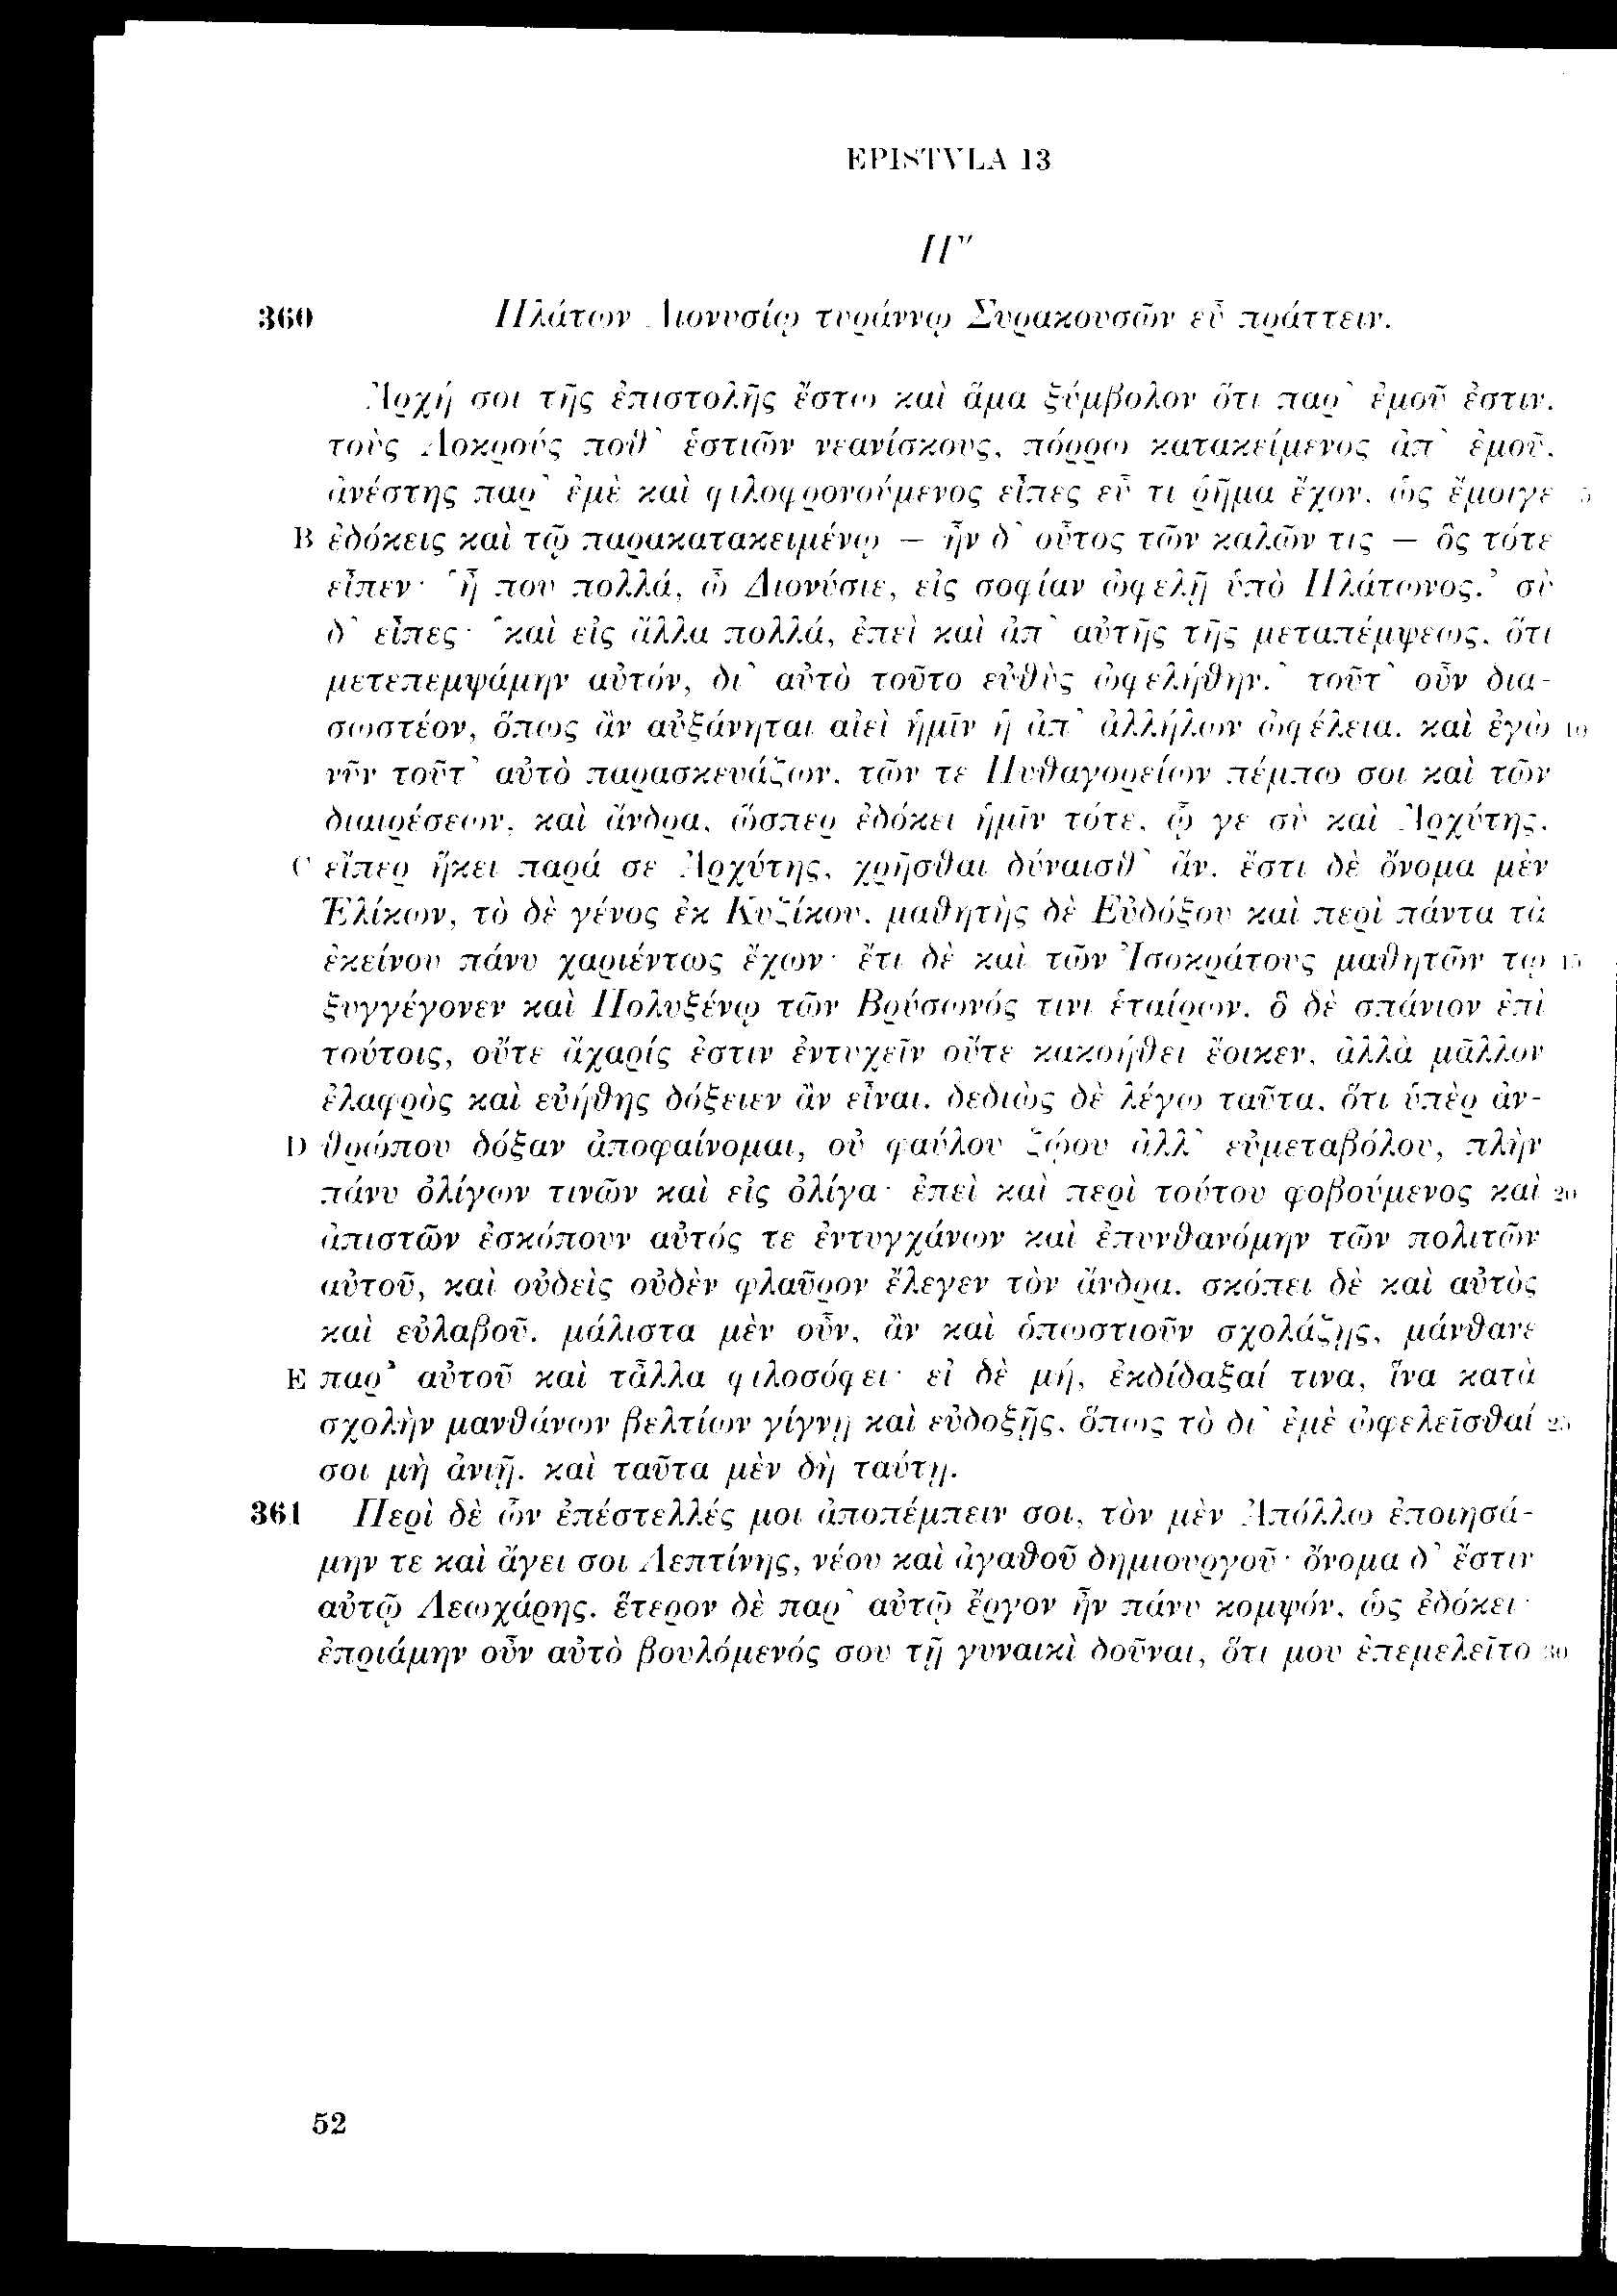 EPISTVLA 13
ΙΓ´´
360 Πλάτων Διονυσίῳ τυράννῳ Συρακουσῶν εὖ πράττειν.
Ἀρχή σοι τῆς ἐπιστολῆς ἔστω καὶ ἅμα ξύμβολον ὅτι παρ᾽ ἐμοῦ ἐστιν.
τοὺς Λοκρούς ποθ᾽ ἑστιῶν νεανίσκους, πόρρω κατακείμενος ἀπ᾽ ἐμοῦ,
ἀνέστης παρ᾽ ἐμὲ καὶ φιλοφρονούμενος εἶπες εὖ τι ῥῆμα ἔχον, ὡς ἔμοιγε 5
B ἐδόκεις καὶ τῷ παρακατακειμένῳ – ἦν δ᾽ οὗτος τῶν καλῶν τις – ὃς τότε
εἶπεν· ῾ἦ που πολλά, ὦ Διονύσιε, εἰς σοφίαν ὠφελῇ ὑπὸ Πλάτωνος.᾽ σὺ
δ᾽ εἶπες· ῾καὶ εἰς ἄλλα πολλά, ἐπεὶ καὶ ἀπ᾽ αὐτῆς τῆς μεταπέμψεως, ὅτι
μετεπεμψάμην αὐτόν, δι᾽ αὐτὸ τοῦτο εὐθὺς ὠφελήθην.᾽ τοῦτ᾽ οὖν δια-
σωστέον, ὅπως ἂν αὐξάνηται αἰεὶ ἡμῖν ἡ ἀπ᾽ ἀλλήλων ὠφέλεια. καὶ ἐγὼ 10
νῦν τοῦτ᾽ αὐτὸ παρασκευάζων, τῶν τε Πυθαγορείων πέμπω σοι καὶ τῶν
διαιρέσεων, καὶ ἄνδρα, ὥσπερ ἐδόκει ἡμῖν τότε, ᾧ γε σὺ καὶ Ἀρχύτης,
C εἴπερ ἥκει παρά σε Ἀρχύτης, χρῆσθαι δύναισθ᾽ ἄν. ἔστι δὲ ὄνομα μὲν
Ἑλίκων, τὸ δὲ γένος ἐκ Κυζίκου, μαθητὴς δὲ Εὐδόξου καὶ περὶ πάντα τὰ
ἐκείνου πάνυ χαριέντως ἔχων· ἔτι δὲ καὶ τῶν Ἰσοκράτους μαθητῶν τῳ 15
ξυγγέγονεν καὶ Πολυξένῳ τῶν Βρύσωνός τινι ἑταίρων. ὃ δὲ σπάνιον ἐπὶ
τούτοις, οὔτε ἄχαρίς ἐστιν ἐντυχεῖν οὔτε κακοήθει ἔοικεν, ἀλλὰ μᾶλλον
ἐλαφρὸς καὶ εὐήθης δόξειεν ἂν εἶναι. δεδιὼς δὲ λέγω ταῦτα, ὅτι ὑπὲρ ἀν-
D θρώπου δόξαν ἀποφαίνομαι, οὐ φαύλου ζῴου ἀλλ᾽ εὐμεταβόλου, πλὴν
πάνυ ὀλίγων τινῶν καὶ εἰς ὀλίγα· ἐπεὶ καὶ περὶ τούτου φοβούμενος καὶ 20
ἀπιστῶν ἐσκόπουν αὐτός τε ἐντυγχάνων καὶ ἐπυνθανόμην τῶν πολιτῶν
αὐτοῦ, καὶ οὐδεὶς οὐδὲν φλαῦρον ἔλεγεν τὸν ἄνδρα. σκόπει δὲ καὶ αὐτὸς
καὶ εὐλαβοῦ. μάλιστα μὲν οὖν, ἂν καὶ ὁπωστιοῦν σχολάζῃς, μάνθανε
E παρ᾽ αὐτοῦ καὶ τἆλλα φιλοσόφει· εἰ δὲ μή, ἐκδίδαξαί τινα, ἵνα κατὰ
σχολὴν μανθάνων βελτίων γίγνῃ καὶ εὐδοξῇς, ὅπως τὸ δι᾽ ἐμὲ ὠφελεῖσθαί 25
σοι μὴ ἀνιῇ. καὶ ταῦτα μὲν δὴ ταύτῃ.
361 Περὶ δὲ ὧν ἐπέστελλές μοι ἀποπέμπειν σοι, τὸν μὲν Ἀπόλλω ἐποιησά-
μην τε καὶ ἄγει σοι Λεπτίνης, νέου καὶ ἀγαθοῦ δημιουργοῦ· ὄνομα δ᾽ ἔστιν
αὐτῷ Λεωχάρης. ἕτερον δὲ παρ᾽ αὐτῷ ἔργον ἦν πάνυ κομψόν, ὡς ἐδόκει·
ἐπριάμην οὖν αὐτὸ βουλόμενός σου τῇ γυναικὶ δοῦναι, ὅτι μου ἐπεμελεῖτο 30
52